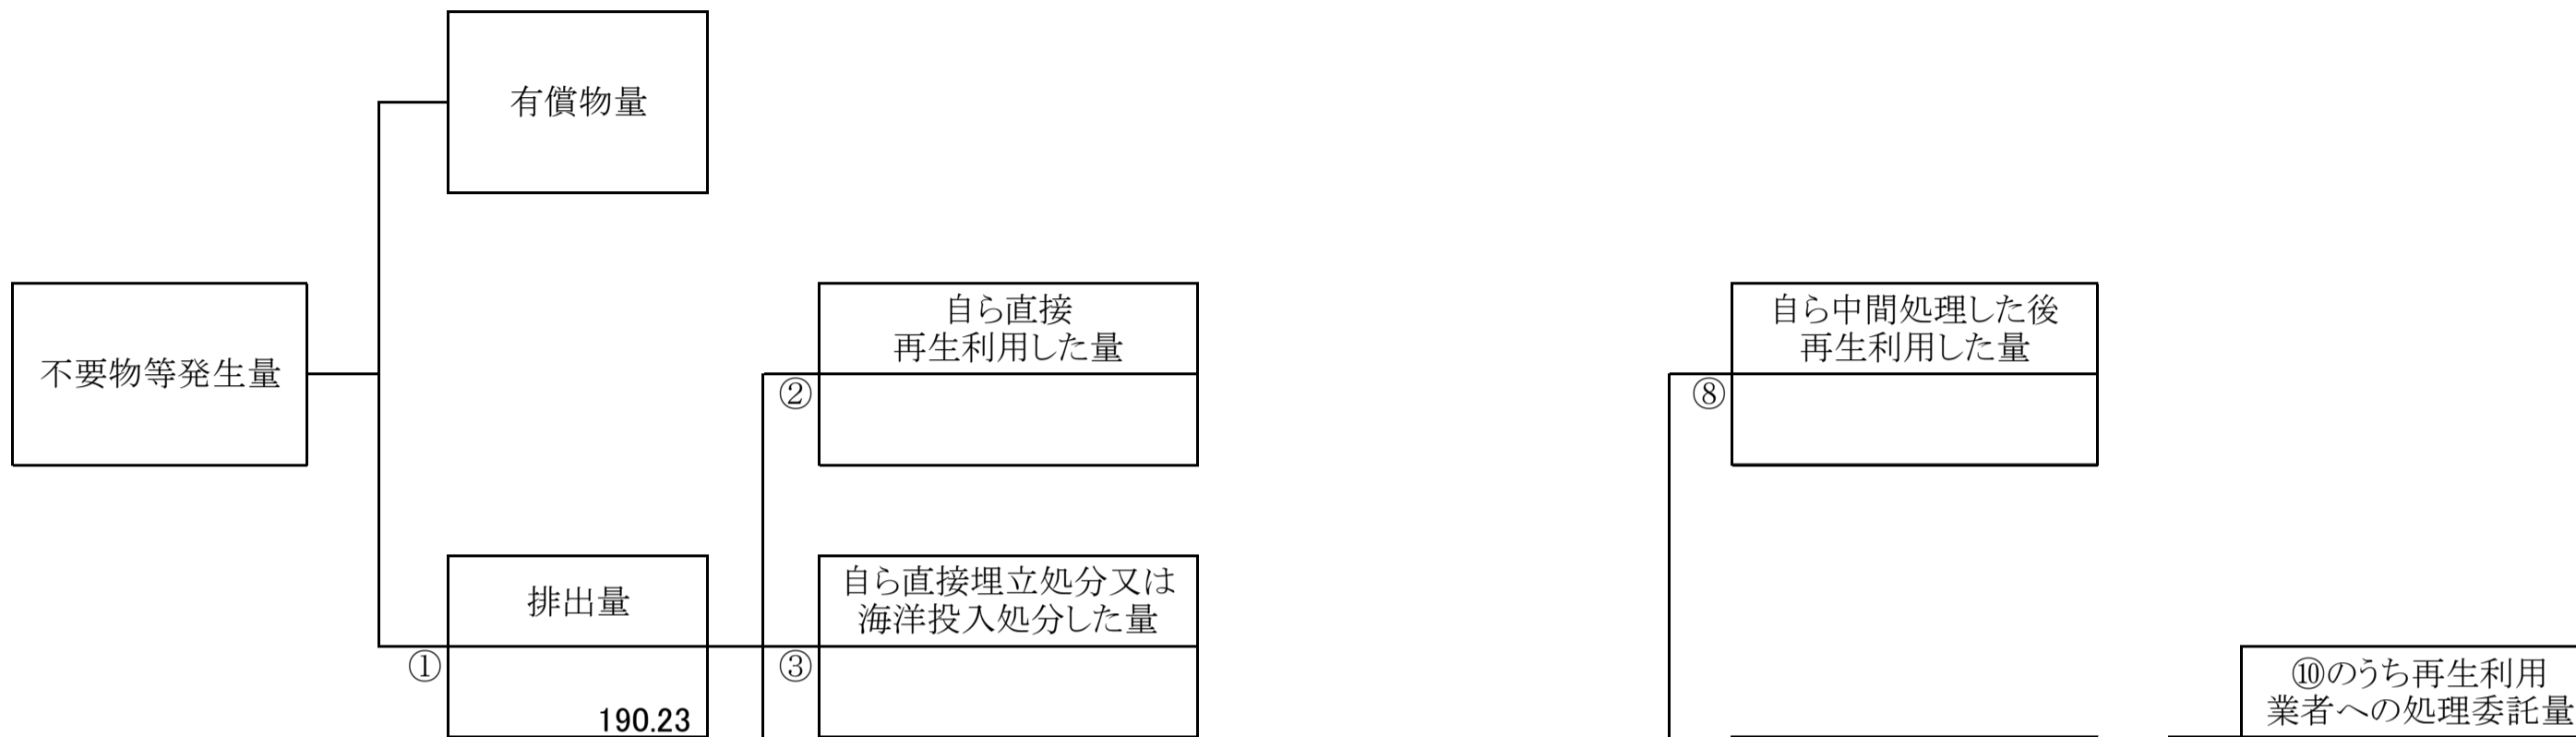 有償物量
不要物等発生量
自ら直接
再生利用した量
②
自ら中間処理した後
再生利用した量
⑧
排出量
①
190.23
自ら直接埋立処分又は
海洋投入処分した量
③
⑩のうち再生利用
業者への処理委託量